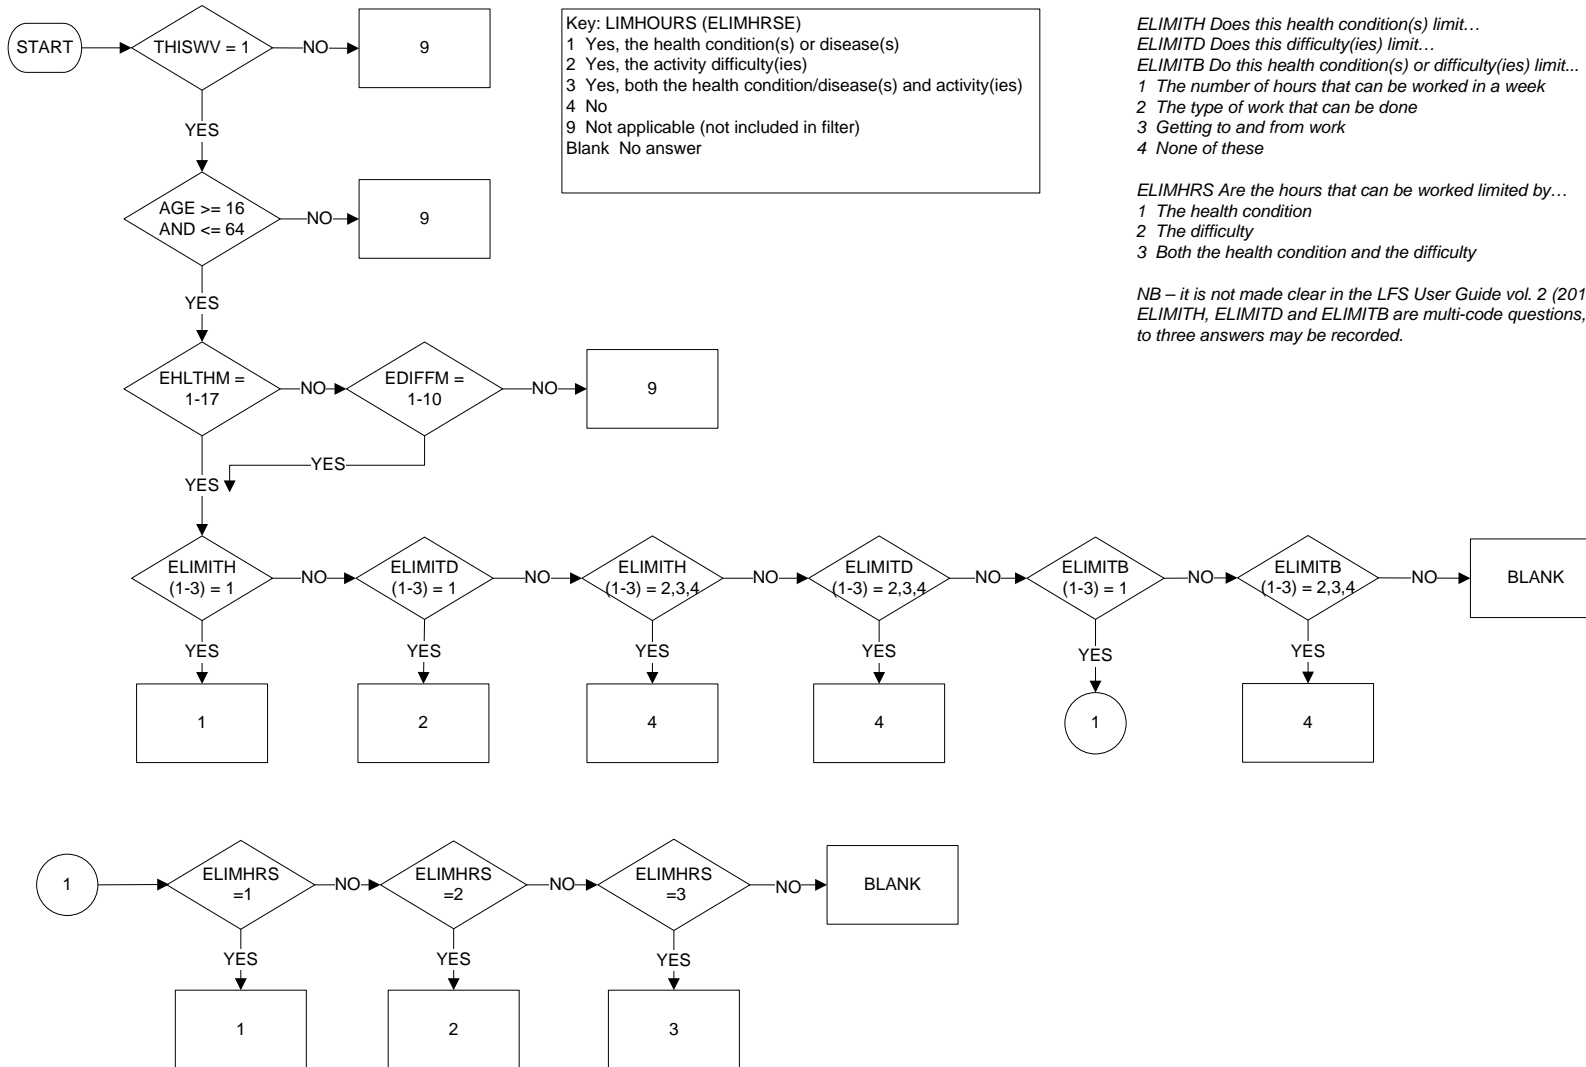 START
THISWV = 1
NO
9
YES
AGE >= 16
AND <= 64
NO
9
YES
EHLTHM =
1-17
NO
EDIFFM =
1-10
NO
9
YES
YES
Key: LIMHOURS (ELIMHRSE)
1 Yes, the health condition(s) or disease(s)
2 Yes, the activity difficulty(ies)
3 Yes, both the health condition/disease(s) and activity(ies)
4 No
9 Not applicable (not included in filter)
Blank No answer
ELIMITH Does this health condition(s) limit…
ELIMITD Does this difficulty(ies) limit…
ELIMITB Do this health condition(s) or difficulty(ies) limit...
1 The number of hours that can be worked in a week
2 The type of work that can be done
3 Getting to and from work
4 None of these
ELIMHRS Are the hours that can be worked limited by…
1 The health condition
2 The difficulty
3 Both the health condition and the difficulty
NB – it is not made clear in the LFS User Guide vol. 2 (201
ELIMITH, ELIMITD and ELIMITB are multi-code questions,
to three answers may be recorded.
ELIMITH
(1-3) = 1
NO
ELIMITD
(1-3) = 1
NO
ELIMITH
(1-3) = 2,3,4
NO
ELIMITD
(1-3) = 2,3,4
NO
ELIMITB
(1-3) = 1
NO
ELIMITB
(1-3) = 2,3,4
NO
BLANK
YES
YES
YES
YES
YES
YES
1
2
4
4
1
4
1
ELIMHRS
=1
NO
ELIMHRS
=2
NO
ELIMHRS
=3
NO
BLANK
YES
YES
YES
1
2
3